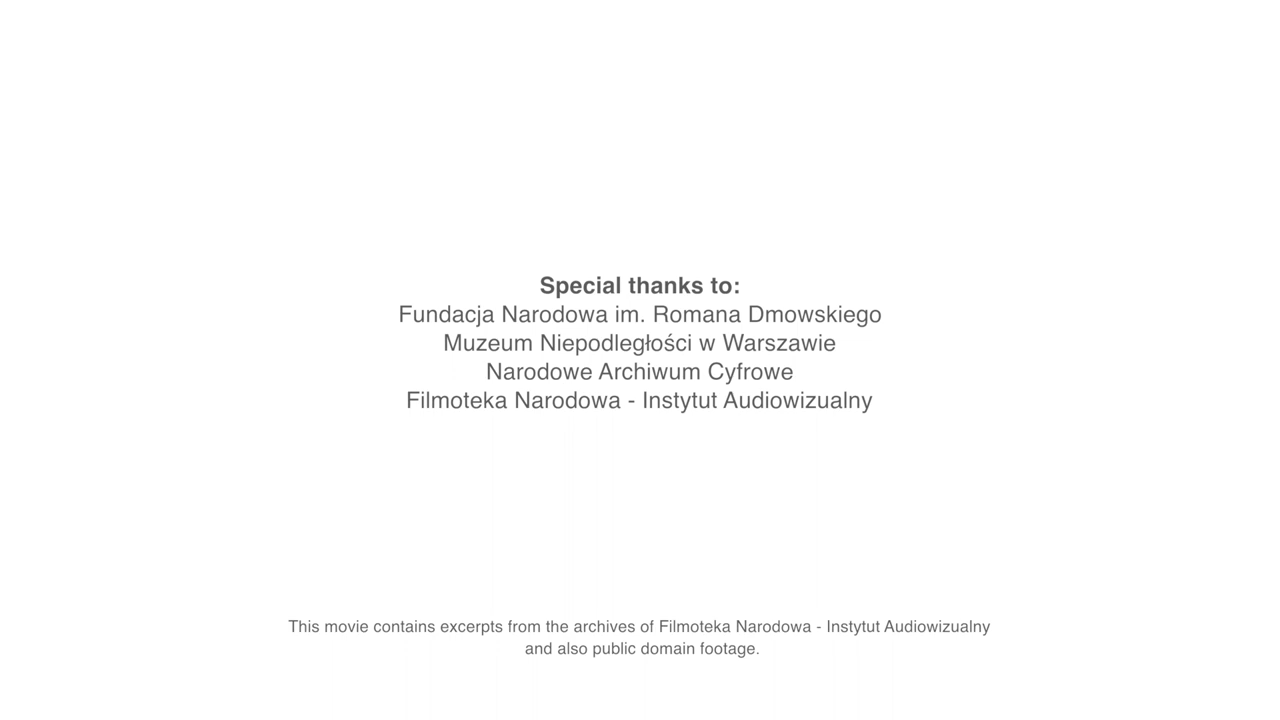 Special thanks to:
Fundacja Narodowa im. Romana Dmowskiego
Muzeum Niepodległości w Warszawie
Narodowe Archiwum Cyfrowe
Filmoteka Narodowa - Instytut Audiowizualny
This movie contains excerpts from the archives of Filmoteka Narodowa - Instytut Audiowizualny
and also public domain footage.